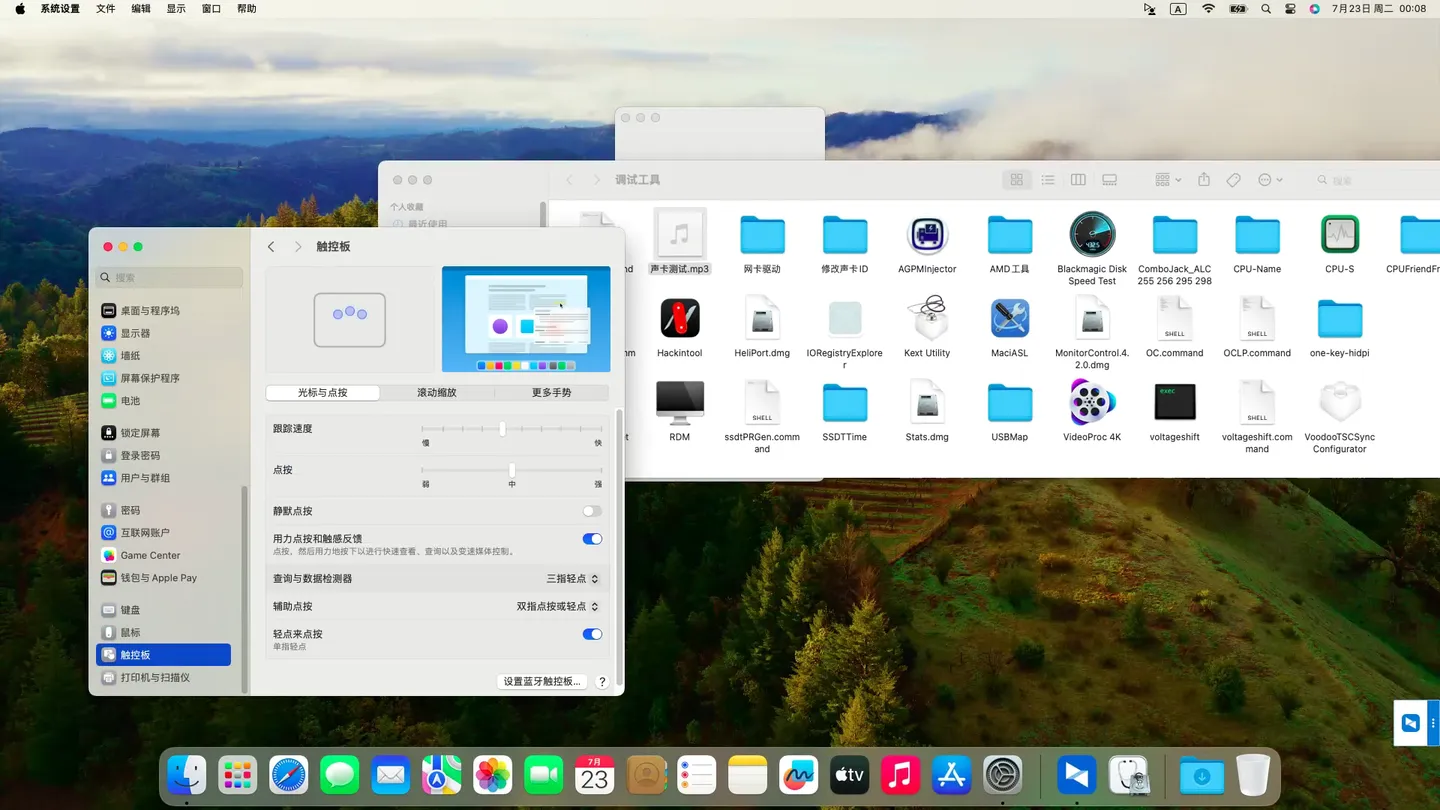 系统设置 文件 编辑 显示 窗口 帮助
A
7月23日 周二 00:08
调试工具
搜索
个人收藏
最近使用
声卡测试.mp3
网卡驱动
修改声卡ID
AGPMInjector
AMD工具
Blackmagic Disk
Speed Test
ComboJack_ALC
255 256 295 298
CPU-Name
CPU-S
CPUFriendFr
Hackintool
HeliPort.dmg
IORegistryExplore
r
Kext Utility
MaciASL
MonitorControl.4.
2.0.dmg
SHELL
OC.command
SHELL
OCLP.command
one-key-hidpi
RDM
SHELL
ssdtPRGen.comm
and
SSDTTime
Stats.dmg
USBMap
VideoProc 4K
exec
voltageshift
SHELL
voltageshift.com
mand
VoodooTSCSync
Configurator
搜索
桌面与程序坞
显示器
墙纸
屏幕保护程序
电池
锁定屏幕
登录密码
用户与群组
密码
互联网账户
Game Center
钱包与 Apple Pay
键盘
鼠标
触控板
打印机与扫描仪
触控板
光标与点按 滚动缩放 更多手势
跟踪速度
慢 快
点按
弱 中 强
静默点按
用力点按和触感反馈
点按，然后用力地按下以进行快速查看、查询以及变速媒体控制。
查询与数据检测器 三指轻点
辅助点按 双指点按或轻点
轻点来点按
单指轻点
设置蓝牙触控板... ?
7月
23
tv